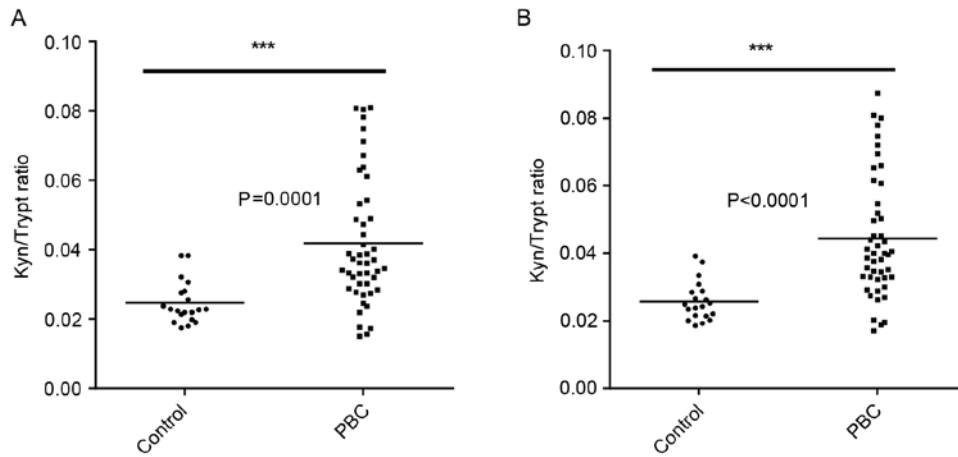 A
***
0.10
0.08
0.06
0.04
0.02
0.00
Kyn/Trypt ratio
P=0.0001
Control
PBC
B
***
0.10
0.08
0.06
0.04
0.02
0.00
Kyn/Trypt ratio
P<0.0001
Control
PBC